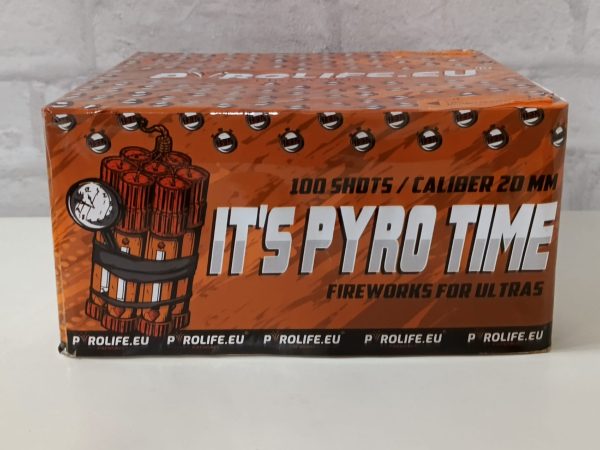 PYROLIFE.EU
100 SHOTS / CALIBER 20 MM
IT'S PYRO TIME
FIREWORKS FOR ULTRAS
PYROLIFE.EU PYROLIFE.EU PYROLIFE.EU PYROLIFE.EU PYROLIFE.EU